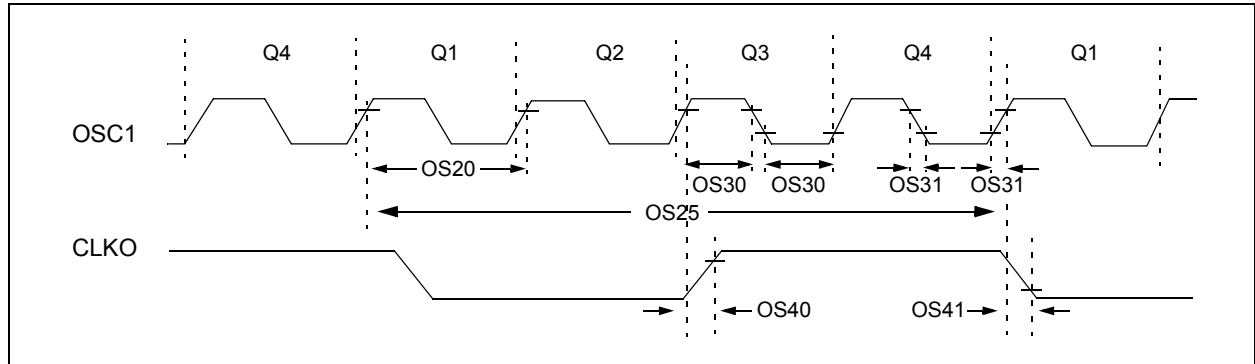 Q4 Q1 Q2 Q3 Q4 Q1
OSC1
OS20
OS30 OS30 OS31 OS31
OS25
CLKO
OS40 OS41